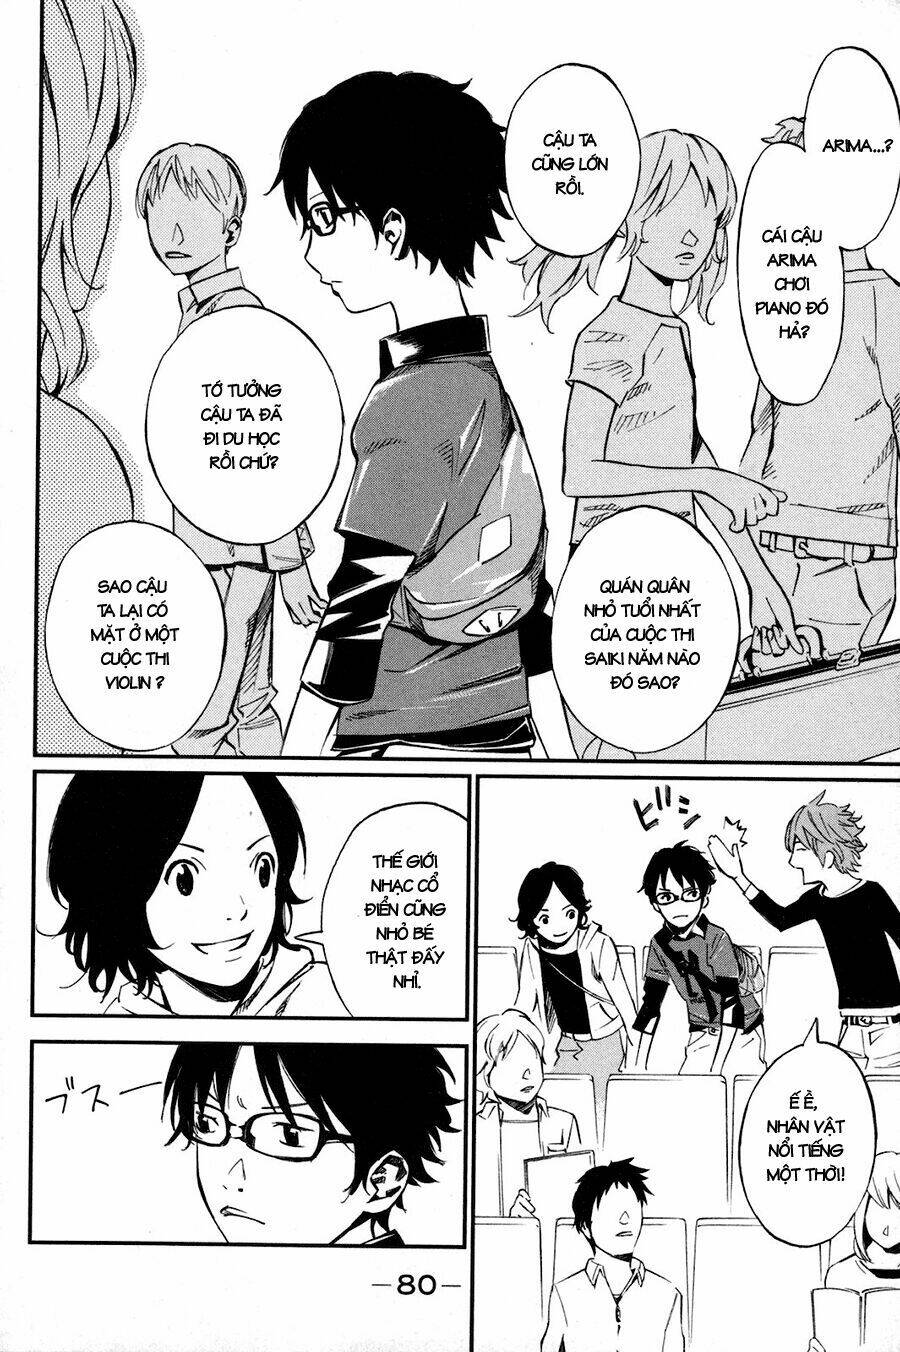 ARIMA...?
CÁI CẬU
ARIMA
CHƠI
PIANO ĐÓ
HẢ?
CẬU TA
CŨNG LỚN
RỒI.
QUÁN QUÂN
NHỎ TUỔI NHẤT
CỦA CUỘC THI
SAIKI NĂM NÀO
ĐÓ SAO?
TỚ TƯỞNG
CẬU TA ĐÃ
ĐI DU HỌC
RỒI CHỨ?
SAO CẬU
TA LẠI CÓ
MẶT Ở MỘT
CUỘC THI
VIOLIN ?
ビシ
Ế Ề,
NHÂN VẬT
NỔI TIẾNG
MỘT THỜI!
THẾ GIỚI
NHẠC CỔ
ĐIỂN CŨNG
NHỎ BÉ
THẬT ĐẤY
NHỈ.
ブスー
—80—